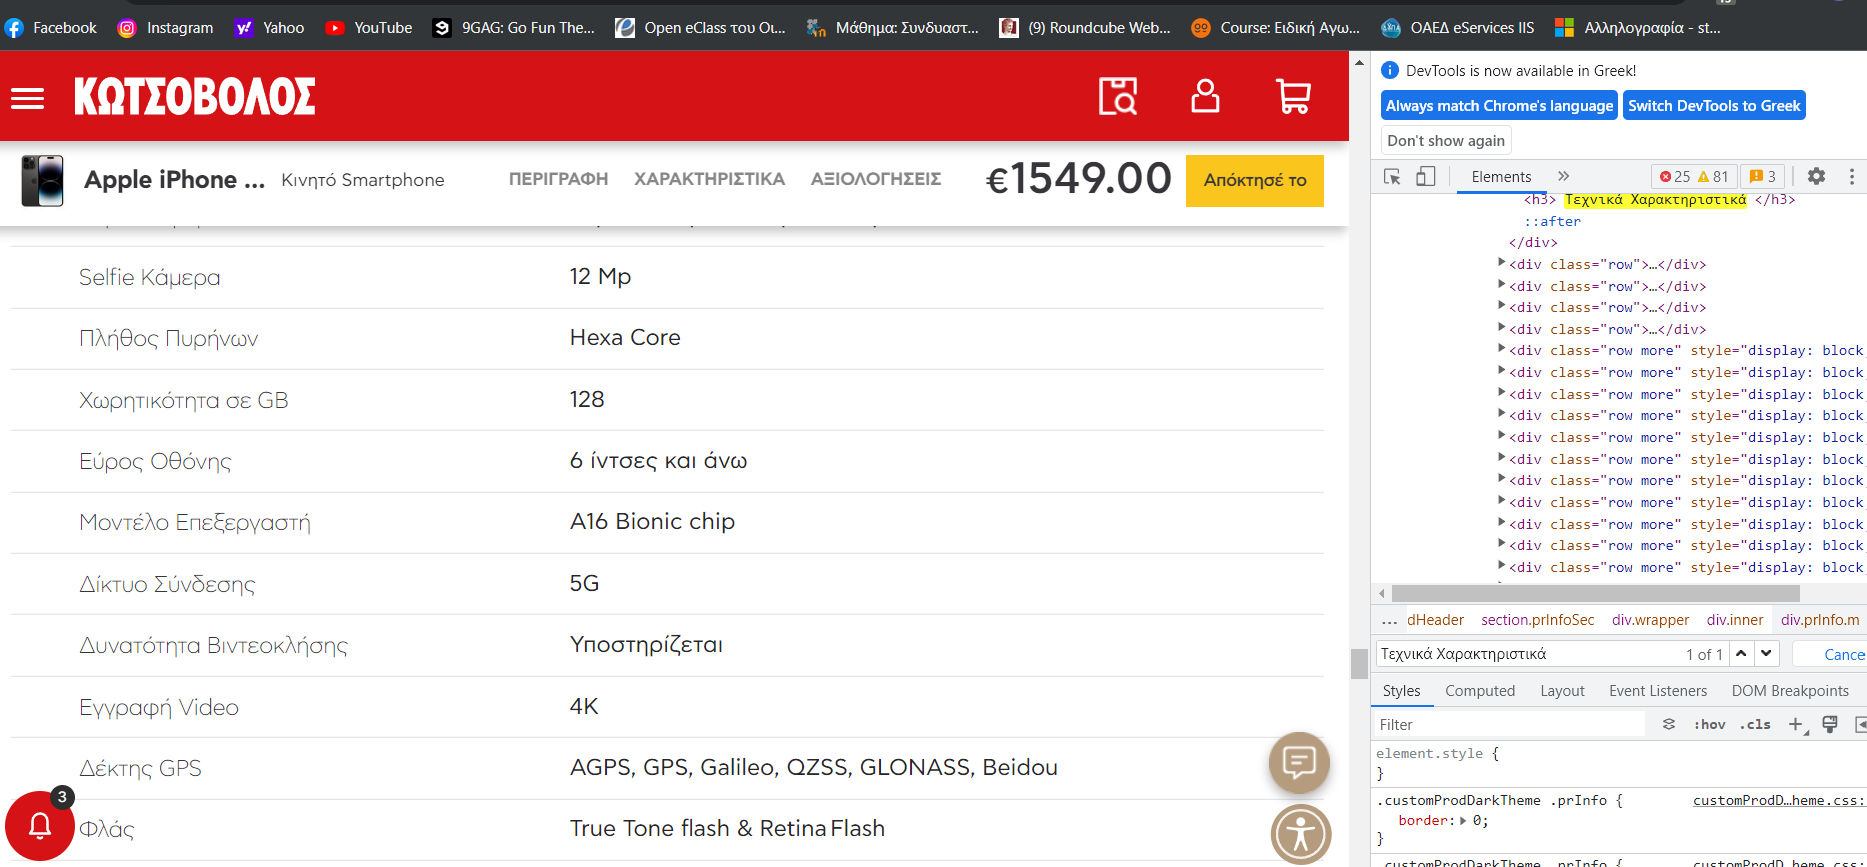 Facebook Instagram Yahoo YouTube 9GAG: Go Fun The... Open eClass του Οι... Μάθημα: Συνδυαστ... (9) Roundcube Web... Course: Ειδική Αγω... ΟΑΕΔ eServices IIS Αλληλογραφία - st...
ΚΩΤΣΟΒΟΛΟΣ
Apple iPhone ... Κινητό Smartphone ΠΕΡΙΓΡΑΦΗ ΧΑΡΑΚΤΗΡΙΣΤΙΚΑ ΑΞΙΟΛΟΓΗΣΕΙΣ €1549.00 Απόκτησέ το
Selfie Κάμερα 12 Mp
Πλήθος Πυρήνων Hexa Core
Χωρητικότητα σε GB 128
Εύρος Οθόνης 6 ίντσες και άνω
Μοντέλο Επεξεργαστή A16 Bionic chip
Δίκτυο Σύνδεσης 5G
Δυνατότητα Βιντεοκλήσης Υποστηρίζεται
Εγγραφή Video 4K
Δέκτης GPS AGPS, GPS, Galileo, QZSS, GLONASS, Beidou
3
Φλάς True Tone flash & Retina Flash
DevTools is now available in Greek!
Always match Chrome's language Switch DevTools to Greek
Don't show again
Elements 25 81 3
<h3> Τεχνικά Χαρακτηριστικά </h3>
::after
</div>
<div class="row">…</div>
<div class="row">…</div>
<div class="row">…</div>
<div class="row">…</div>
<div class="row more" style="display: block
<div class="row more" style="display: block
<div class="row more" style="display: block
<div class="row more" style="display: block
<div class="row more" style="display: block
<div class="row more" style="display: block
<div class="row more" style="display: block
<div class="row more" style="display: block
<div class="row more" style="display: block
<div class="row more" style="display: block
<div class="row more" style="display: block
... dHeader section.prInfoSec div.wrapper div.inner div.prInfo.m
Τεχνικά Χαρακτηριστικά 1 of 1 Cance
Styles Computed Layout Event Listeners DOM Breakpoints
Filter :hov .cls
element.style {
}
.customProdDarkTheme .prInfo { customProdD…heme.css:
border: 0;
}
.customProdDarkTheme .prInfo { customProdD…heme.css: